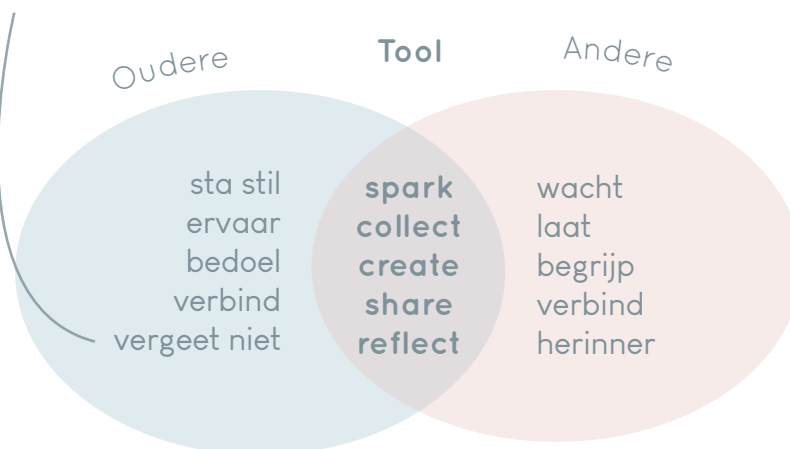 Oudere
Tool
Andere
sta stil
ervaar
bedoel
verbind
vergeet niet
spark
collect
create
share
reflect
wacht
laat
begrijp
verbind
herinner